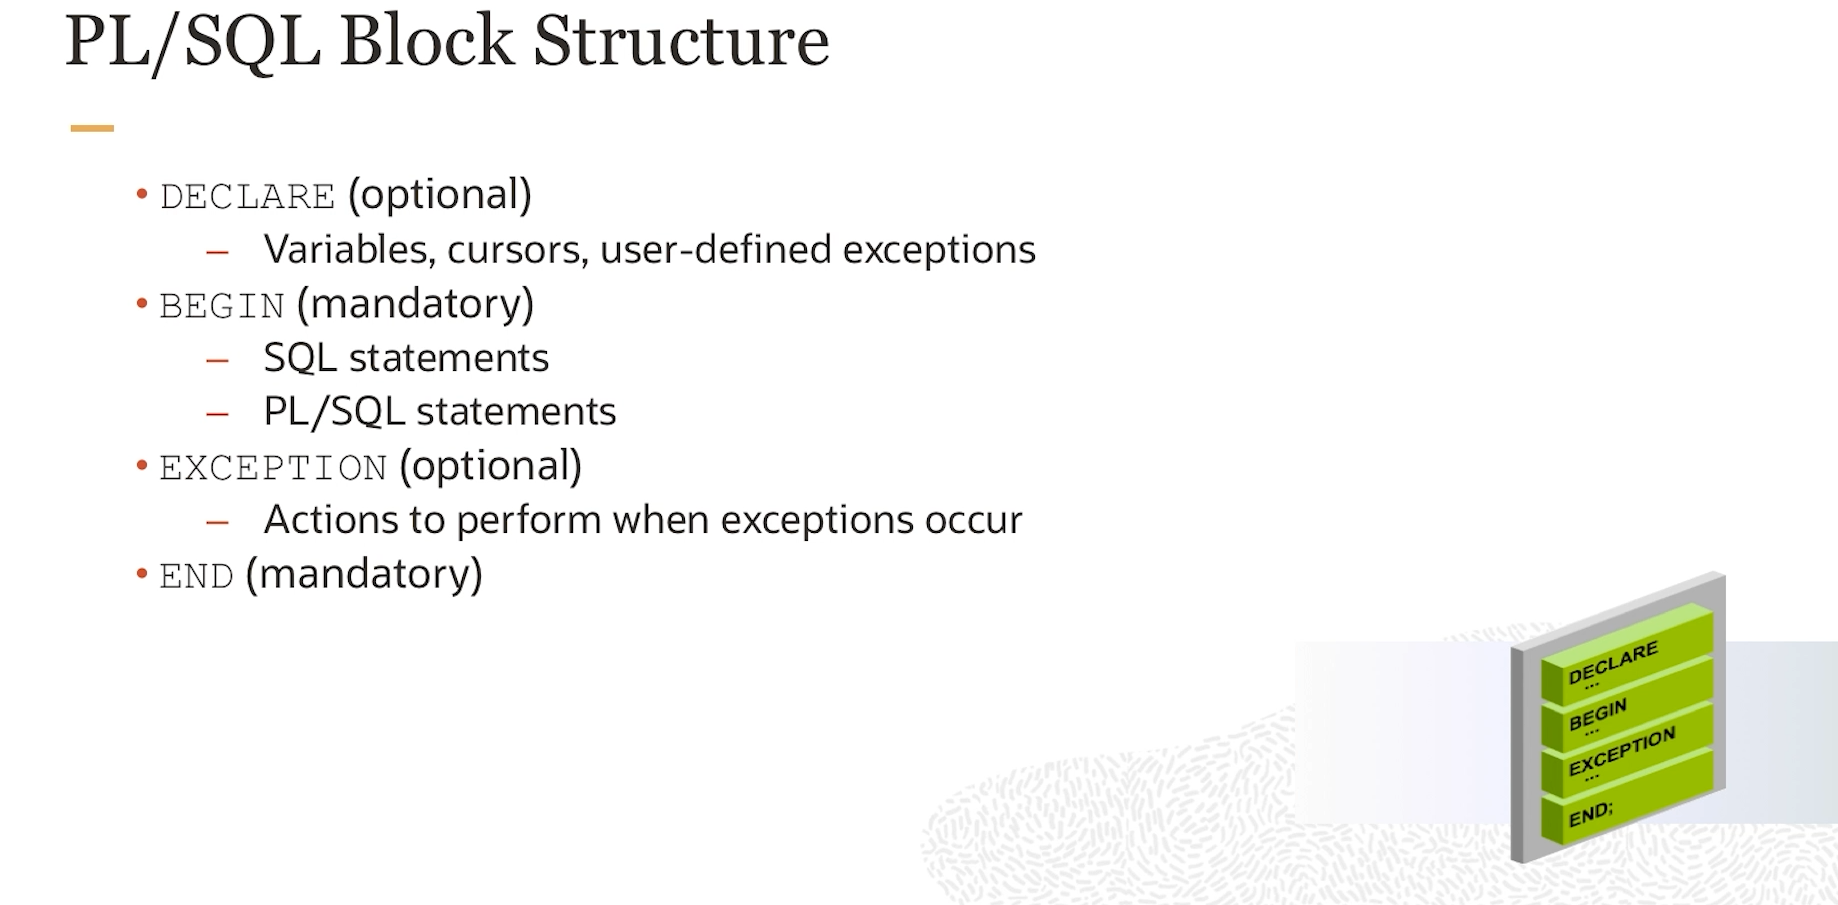 PL/SQL Block Structure
• DECLARE (optional)
– Variables, cursors, user-defined exceptions
• BEGIN (mandatory)
– SQL statements
– PL/SQL statements
• EXCEPTION (optional)
– Actions to perform when exceptions occur
• END (mandatory)
DECLARE
...
BEGIN
...
EXCEPTION
...
END;